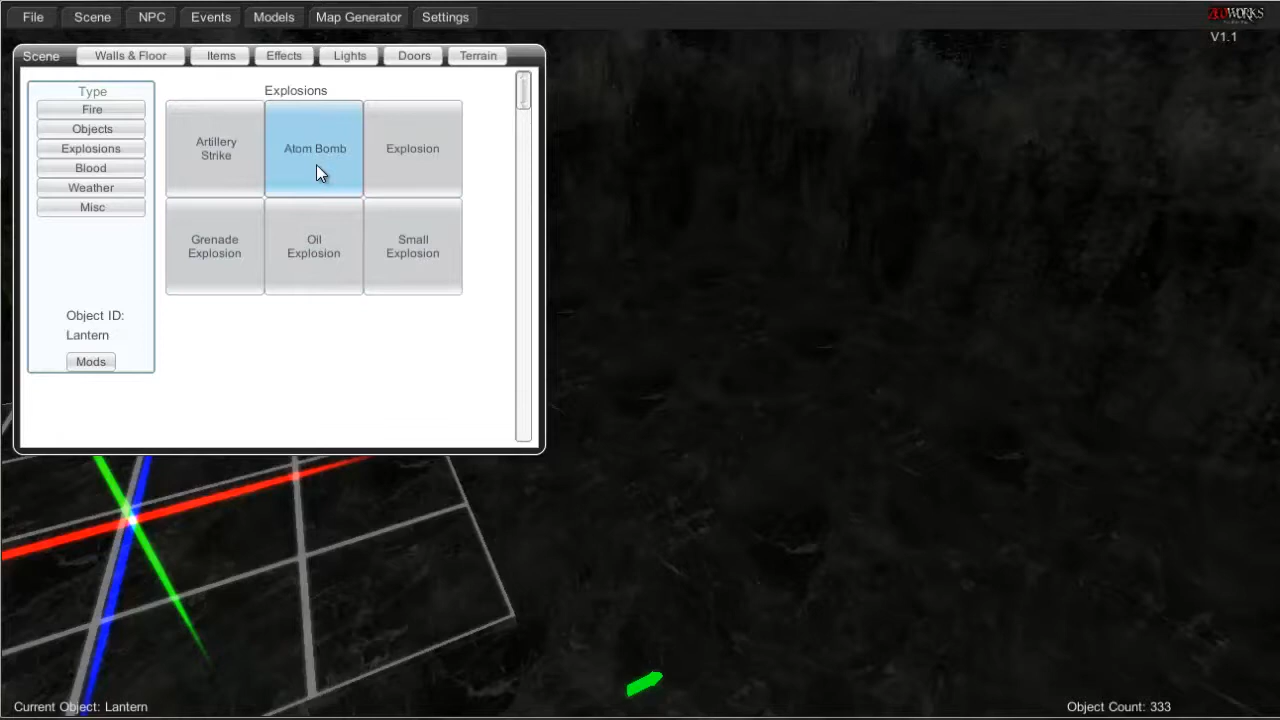 File Scene NPC Events Models Map Generator Settings
ZEOWORKS
V1.1
Scene Walls & Floor Items Effects Lights Doors Terrain
Type
Fire
Objects
Explosions
Blood
Weather
Misc
Object ID:
Lantern
Mods
Explosions
Artillery
Strike
Atom Bomb
Explosion
Grenade
Explosion
Oil
Explosion
Small
Explosion
Current Object: Lantern
Object Count: 333